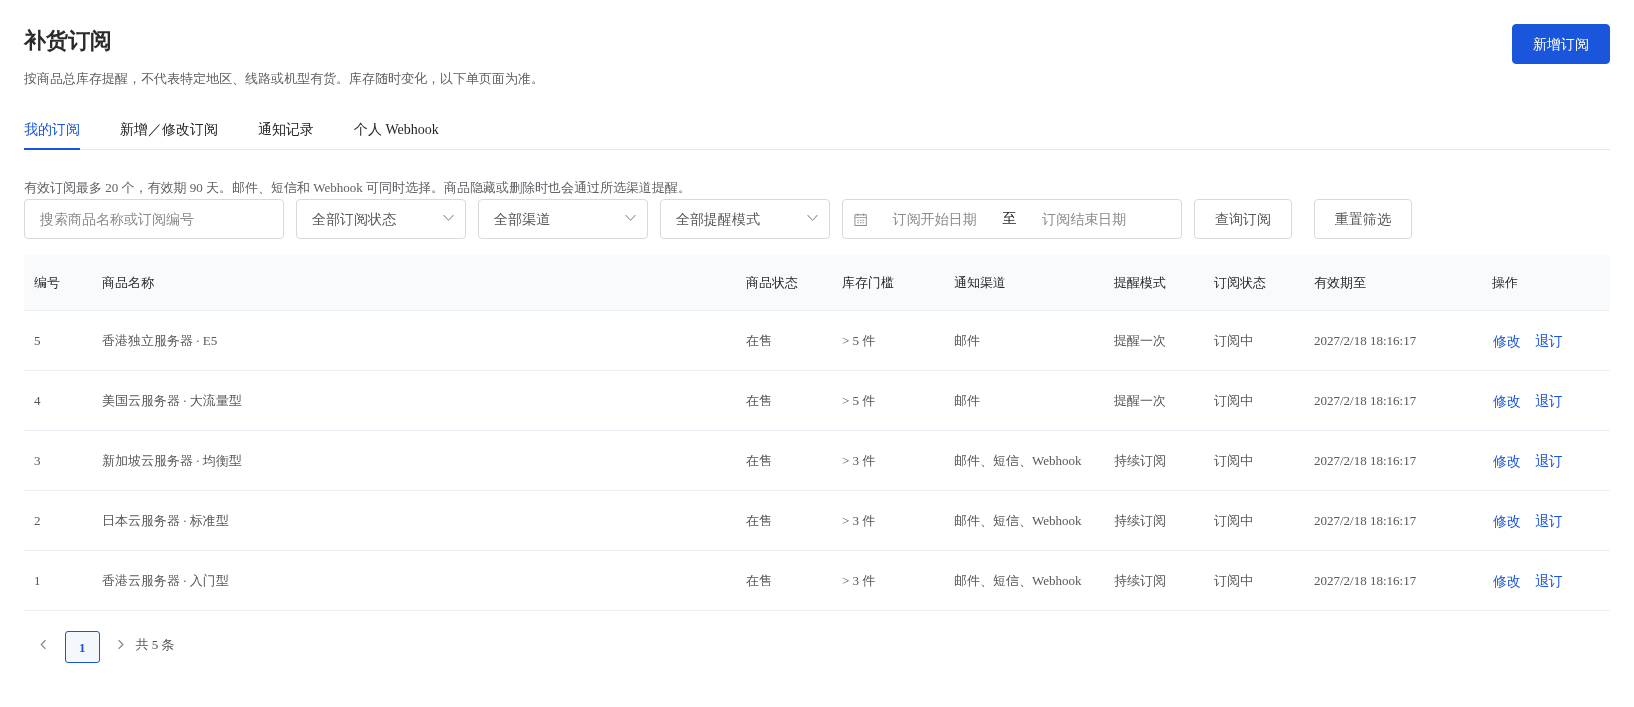 补货订阅
新增订阅
按商品总库存提醒，不代表特定地区、线路或机型有货。库存随时变化，以下单页面为准。
我的订阅 新增／修改订阅 通知记录 个人 Webhook
有效订阅最多 20 个，有效期 90 天。邮件、短信和 Webhook 可同时选择。商品隐藏或删除时也会通过所选渠道提醒。
搜索商品名称或订阅编号 全部订阅状态 全部渠道 全部提醒模式 订阅开始日期 至 订阅结束日期 查询订阅 重置筛选
编号 商品名称 商品状态 库存门槛 通知渠道 提醒模式 订阅状态 有效期至 操作
5 香港独立服务器 · E5 在售 > 5 件 邮件 提醒一次 订阅中 2027/2/18 18:16:17 修改 退订
4 美国云服务器 · 大流量型 在售 > 5 件 邮件 提醒一次 订阅中 2027/2/18 18:16:17 修改 退订
3 新加坡云服务器 · 均衡型 在售 > 3 件 邮件、短信、Webhook 持续订阅 订阅中 2027/2/18 18:16:17 修改 退订
2 日本云服务器 · 标准型 在售 > 3 件 邮件、短信、Webhook 持续订阅 订阅中 2027/2/18 18:16:17 修改 退订
1 香港云服务器 · 入门型 在售 > 3 件 邮件、短信、Webhook 持续订阅 订阅中 2027/2/18 18:16:17 修改 退订
1 共 5 条